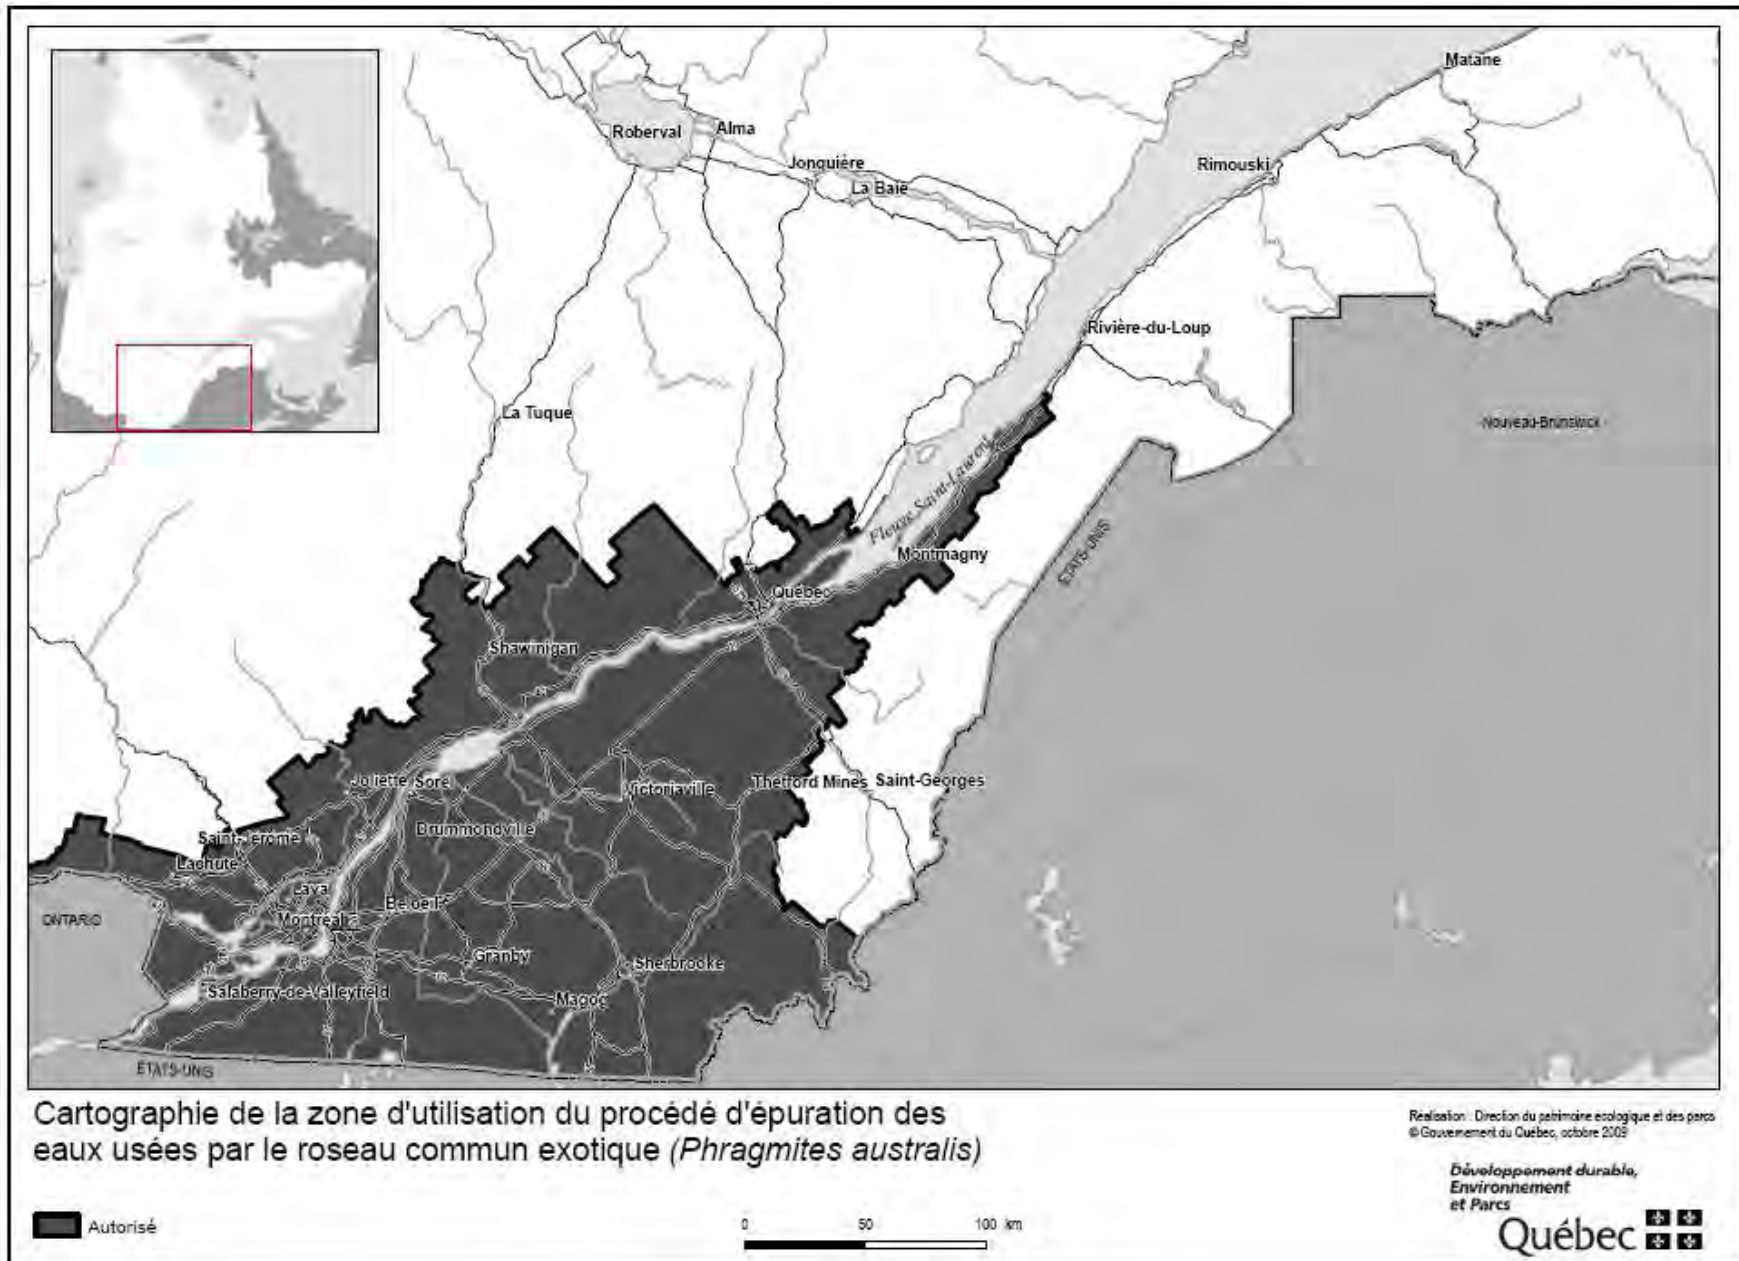 Matane
Roberval
Alma
Jonquière
La Baie
Rimouski
Rivière-du-Loup
La Tuque
Nouveau-Brunswick
Fleuve Saint-Laurent
ÉTATS-UNIS
Montmagny
Québec
Shawinigan
Joliette
Sorel
Victoriaville
Thetford Mines
Saint-Georges
Saint-Jérôme
Drummondville
Lachute
Laval
Beloeil
ONTARIO
Montréal
Granby
Sherbrooke
Salaberry-de-Valleyfield
Magog
ÉTATS-UNIS
Cartographie de la zone d'utilisation du procédé d'épuration des
eaux usées par le roseau commun exotique (Phragmites australis)
Autorisé
0 50 100 km
Réalisation : Direction du patrimoine écologique et des parcs
© Gouvernement du Québec, octobre 2009
Développement durable,
Environnement
et Parcs
Québec